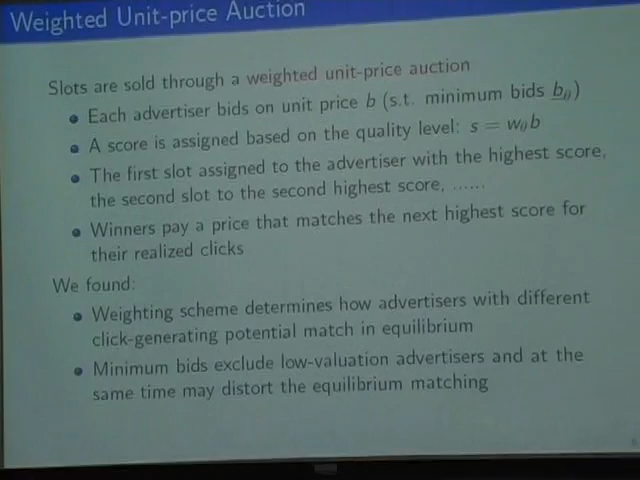 Weighted Unit-price Auction
Slots are sold through a weighted unit-price auction
Each advertiser bids on unit price b (s.t. minimum bids b_θ)
A score is assigned based on the quality level: s = w_θb
The first slot assigned to the advertiser with the highest score,
the second slot to the second highest score, ......
Winners pay a price that matches the next highest score for
their realized clicks
We found:
Weighting scheme determines how advertisers with different
click-generating potential match in equilibrium
Minimum bids exclude low-valuation advertisers and at the
same time may distort the equilibrium matching